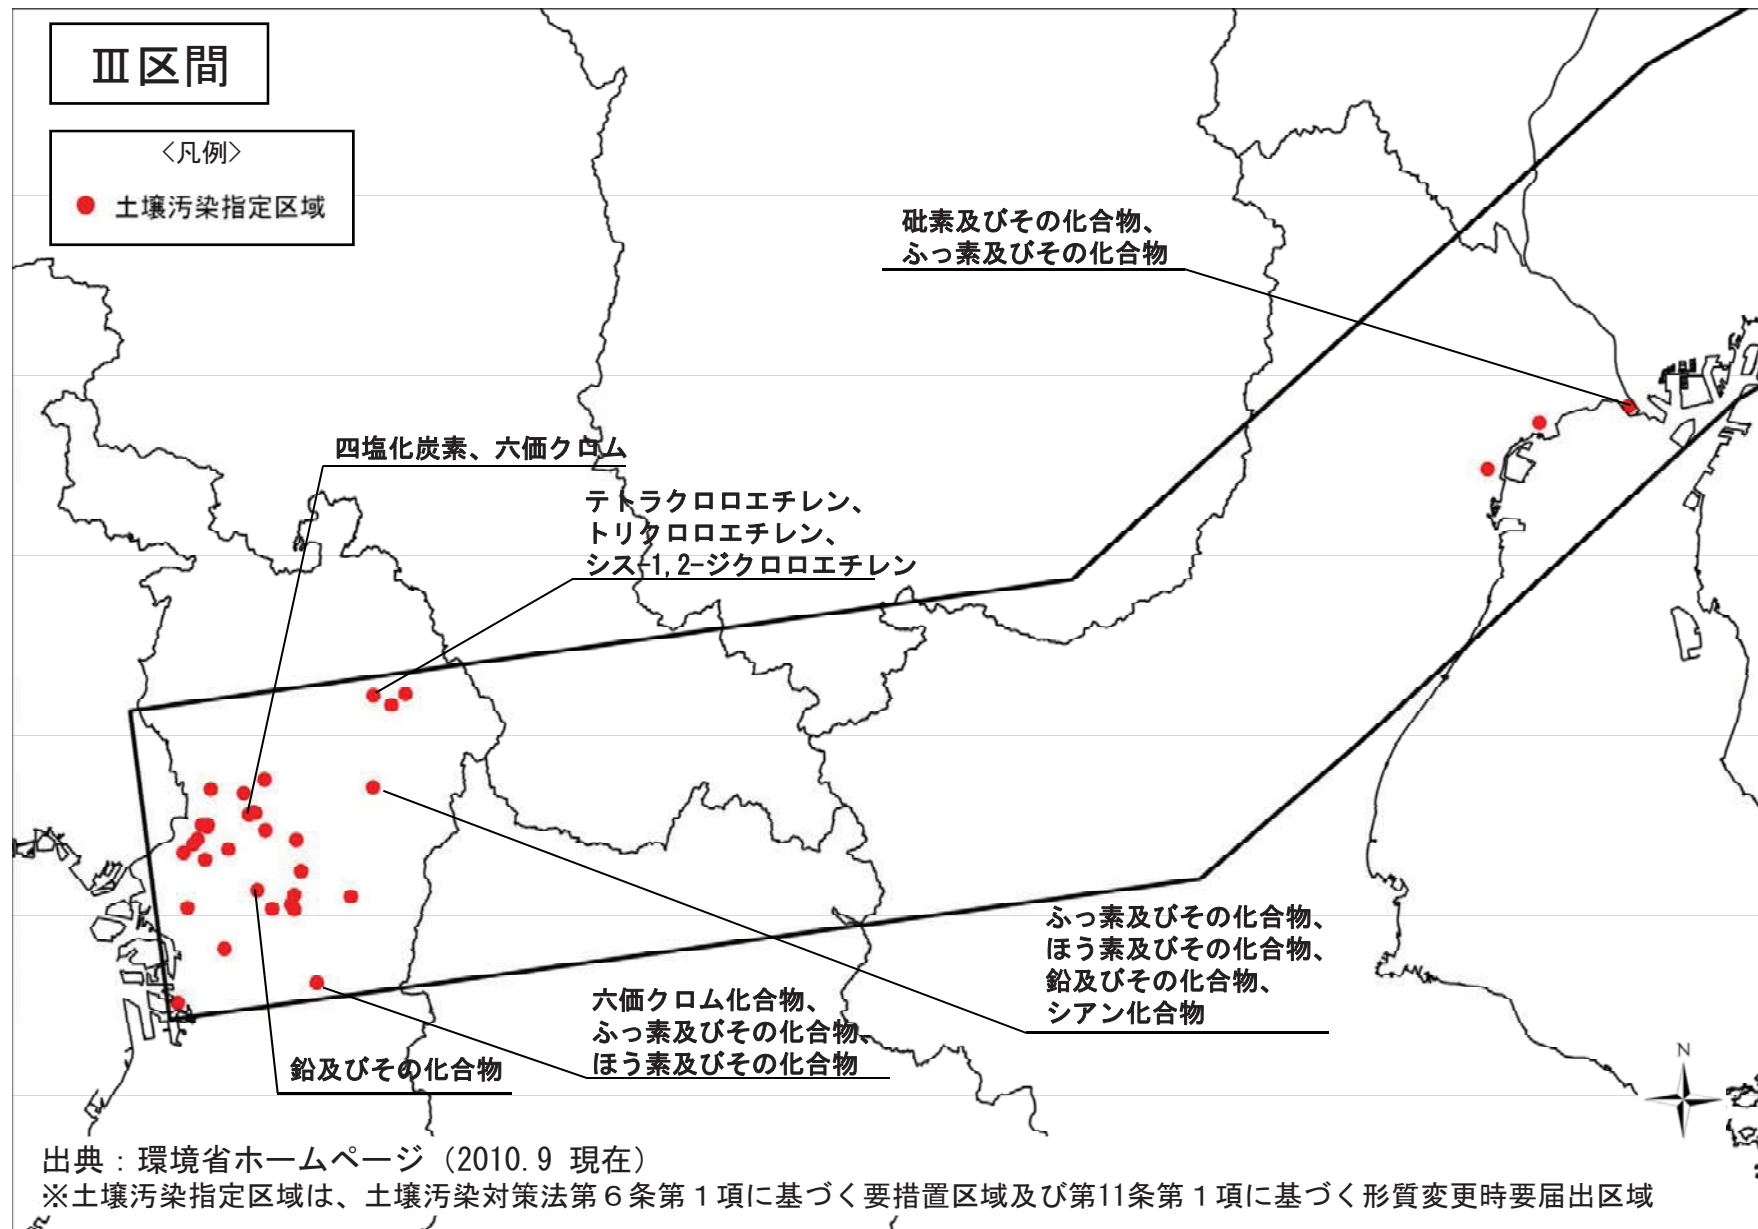 Ⅲ区間
<凡例>
土壌汚染指定区域
砒素及びその化合物、
ふっ素及びその化合物
四塩化炭素、六価クロム
テトラクロロエチレン、
トリクロロエチレン、
シス-1,2-ジクロロエチレン
ふっ素及びその化合物、
ほう素及びその化合物、
鉛及びその化合物、
シアン化合物
六価クロム化合物、
ふっ素及びその化合物、
ほう素及びその化合物
鉛及びその化合物
N
出典：環境省ホームページ（2010.9 現在）
※土壌汚染指定区域は、土壌汚染対策法第６条第１項に基づく要措置区域及び第11条第１項に基づく形質変更時要届出区域